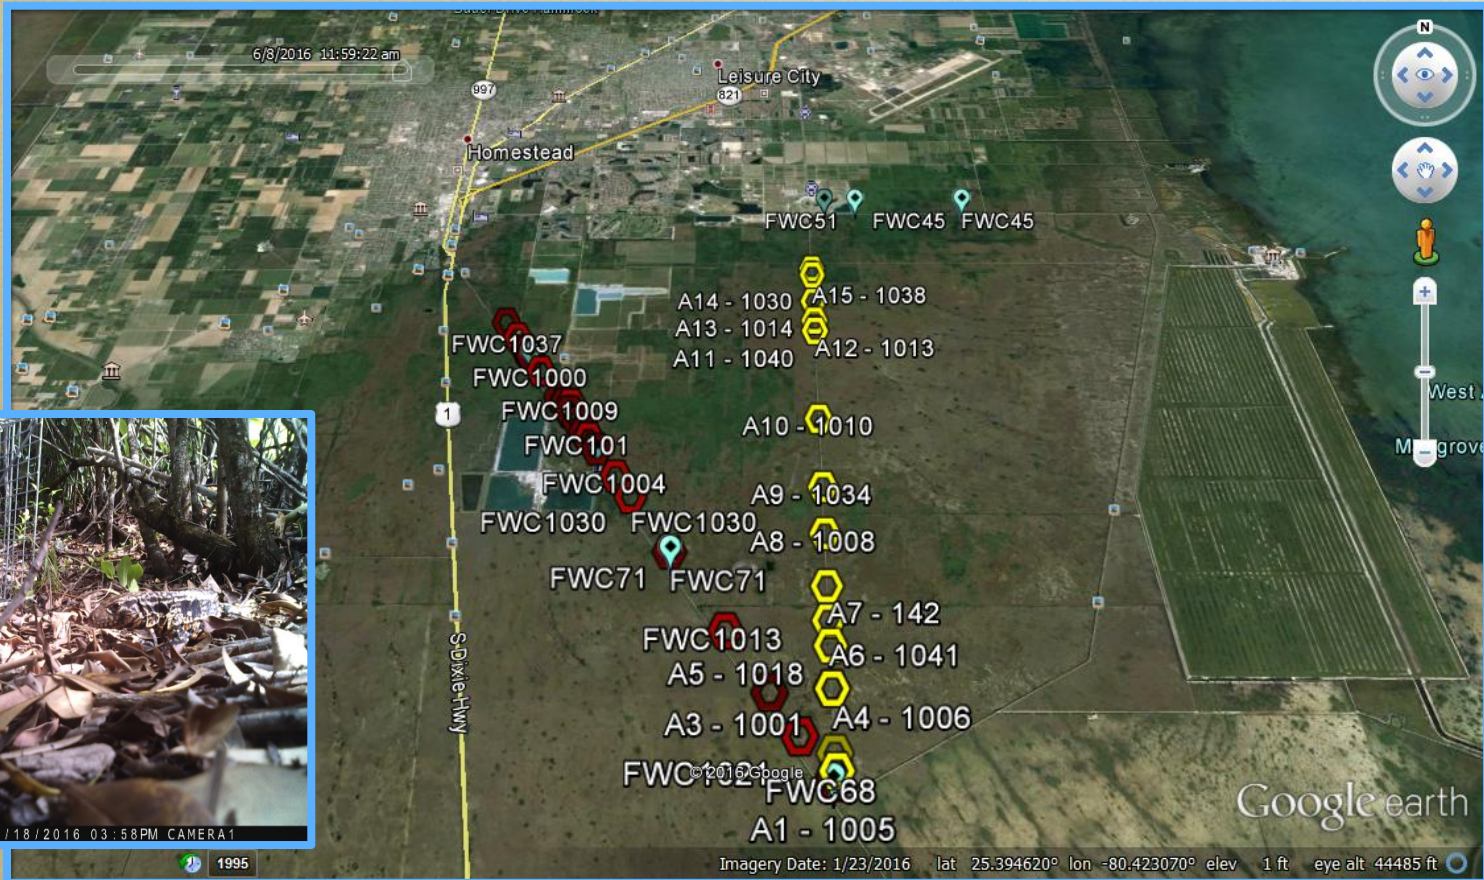 6/8/2016 11:59:22 am
N
997
Leisure City
821
Homestead
FWC51
FWC45
FWC45
A14 - 1030
A15 - 1038
A13 - 1014
FWC1037
A12 - 1013
A11 - 1040
FWC1000
West
1
FWC1009
A10 - 1010
FWC101
FWC1004
A9 - 1034
FWC1030
FWC1030
A8 - 1008
FWC71
FWC71
A7 - 142
FWC1013
A6 - 1041
A5 - 1018
S Dixie Hwy
A3 - 1001
A4 - 1006
FWC1021
© 2016 Google
FWC68
Google earth
A1 - 1005
/18/2016 03:58PM CAMERA1
1995
Imagery Date: 1/23/2016 lat 25.394620° lon -80.423070° elev 1 ft eye alt 44485 ft